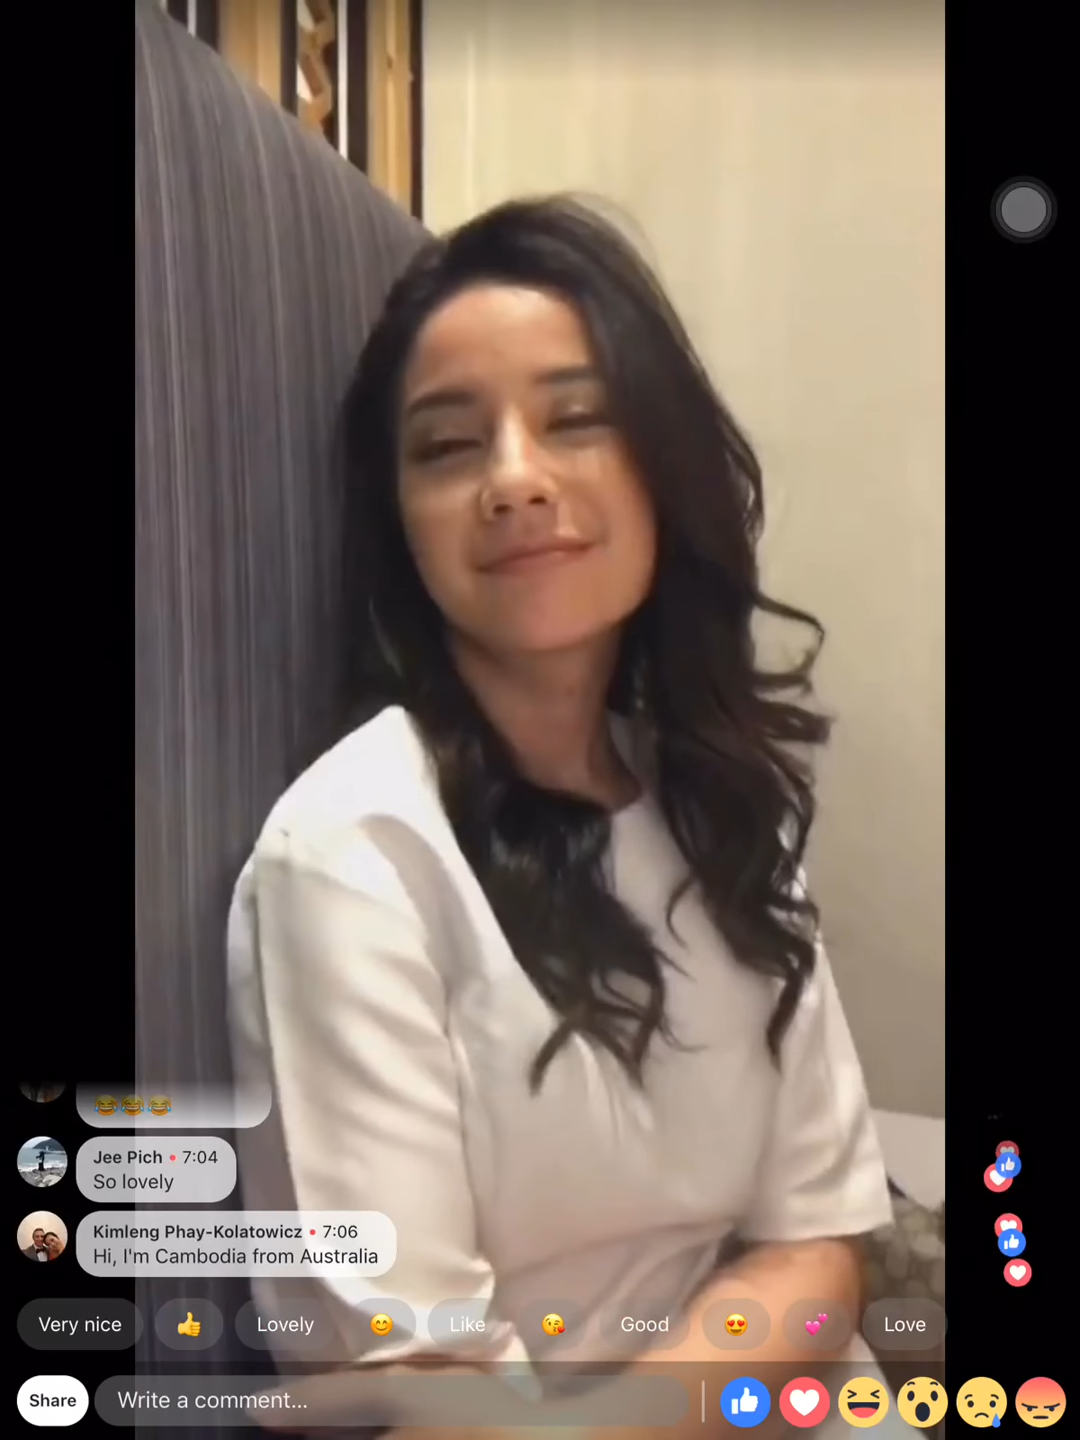 😂😂😂
Jee Pich • 7:04
So lovely
Kimleng Phay-Kolatowicz • 7:06
Hi, I'm Cambodia from Australia
Very nice 👍 Lovely 😊 Like 😘 Good 😍 💕 Love
Share Write a comment...